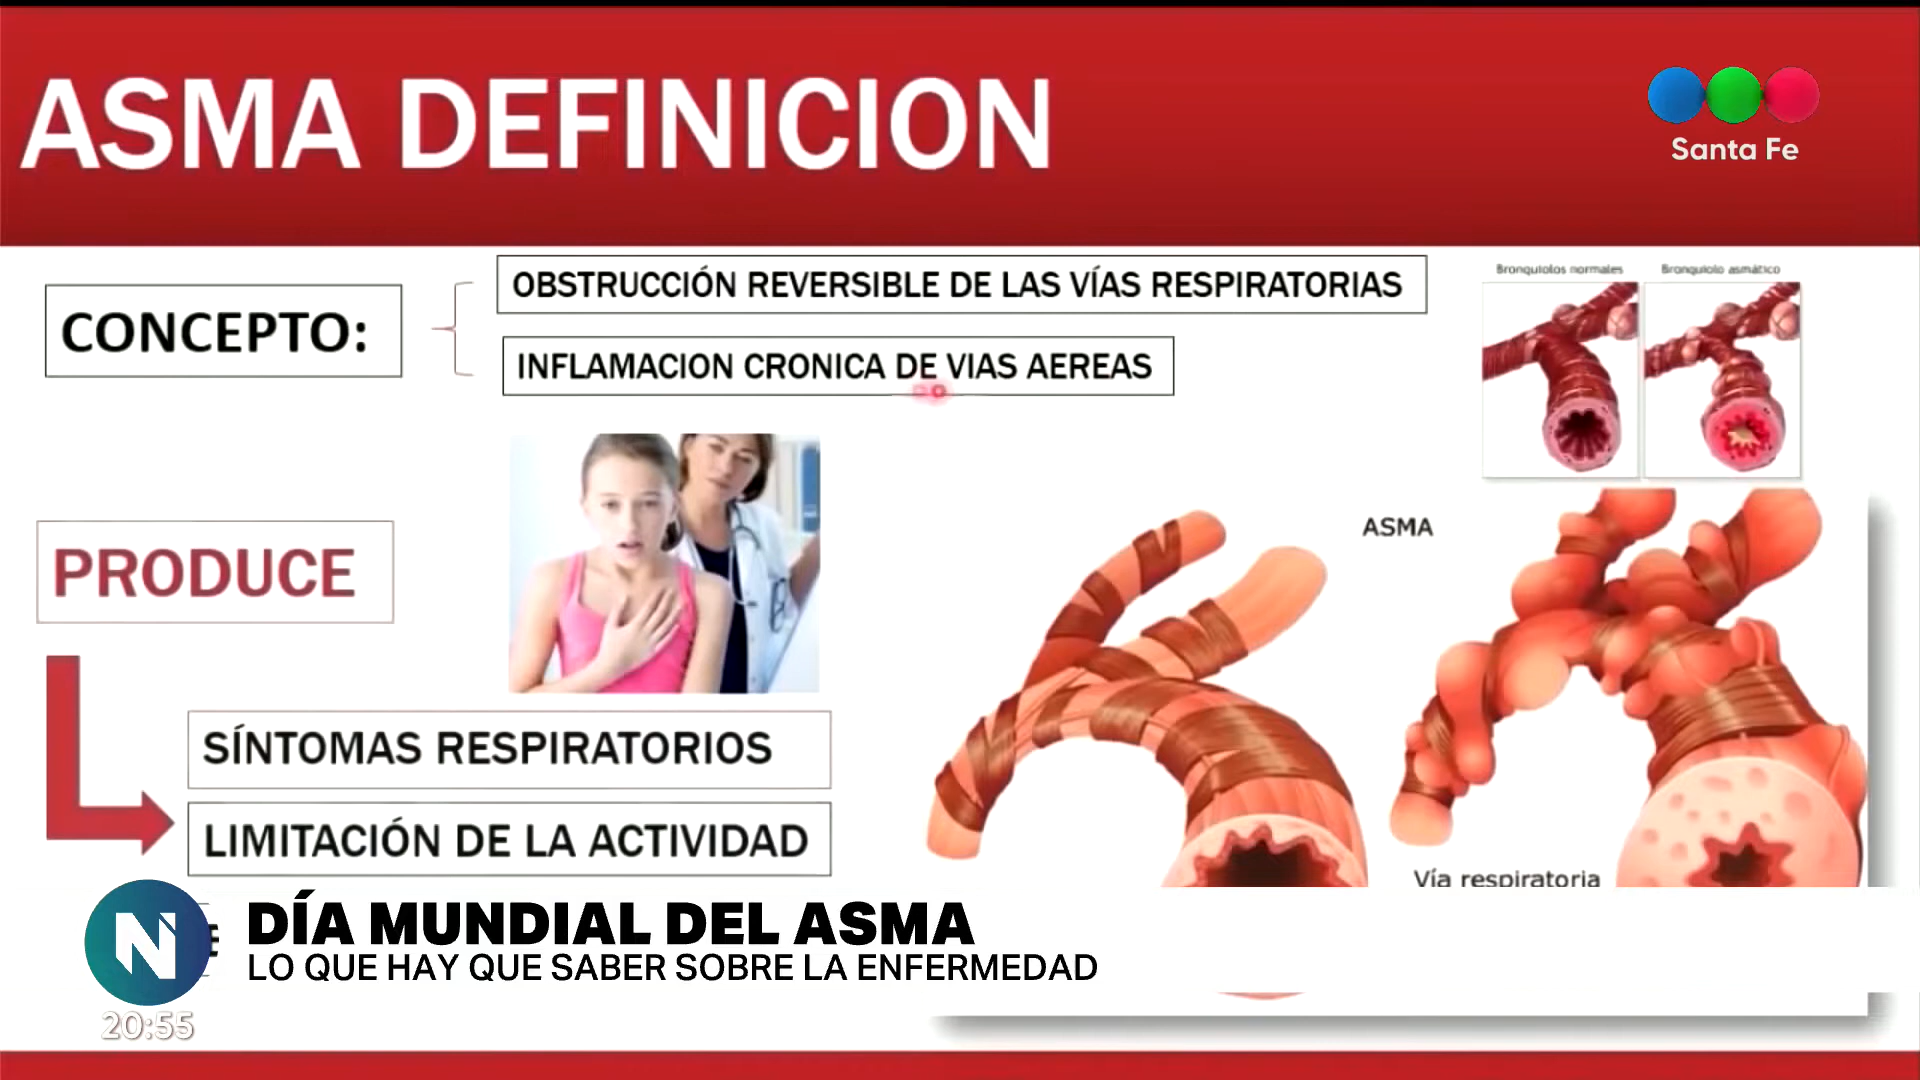 ASMA DEFINICION
Santa Fe
CONCEPTO:
OBSTRUCCIÓN REVERSIBLE DE LAS VÍAS RESPIRATORIAS
INFLAMACION CRONICA DE VIAS AEREAS
Bronquiolos normales
Bronquiolo asmático
PRODUCE
ASMA
SÍNTOMAS RESPIRATORIOS
LIMITACIÓN DE LA ACTIVIDAD
Vía respiratoria
N
DÍA MUNDIAL DEL ASMA
LO QUE HAY QUE SABER SOBRE LA ENFERMEDAD
20:55